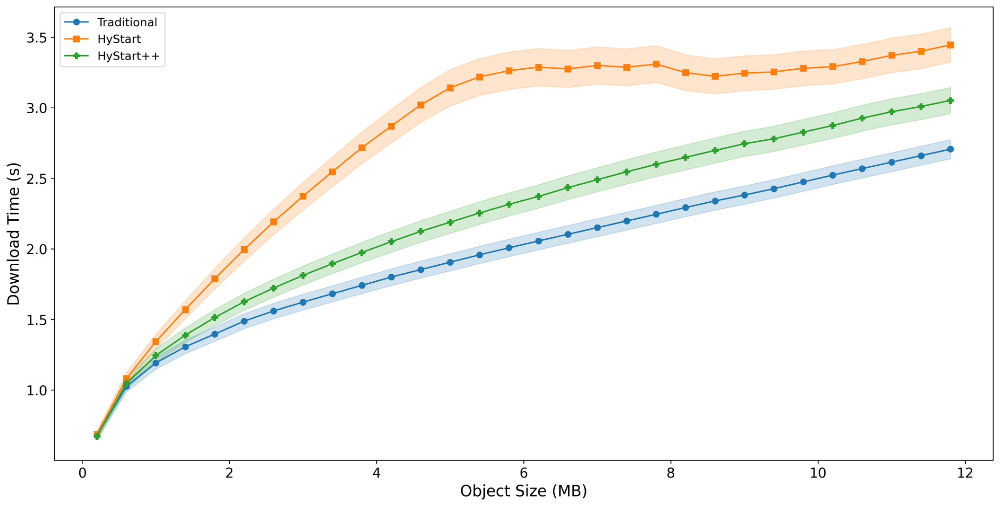 Traditional
HyStart
HyStart++
3.5
3.0
2.5
2.0
1.5
1.0
Download Time (s)
0 2 4 6 8 10 12
Object Size (MB)